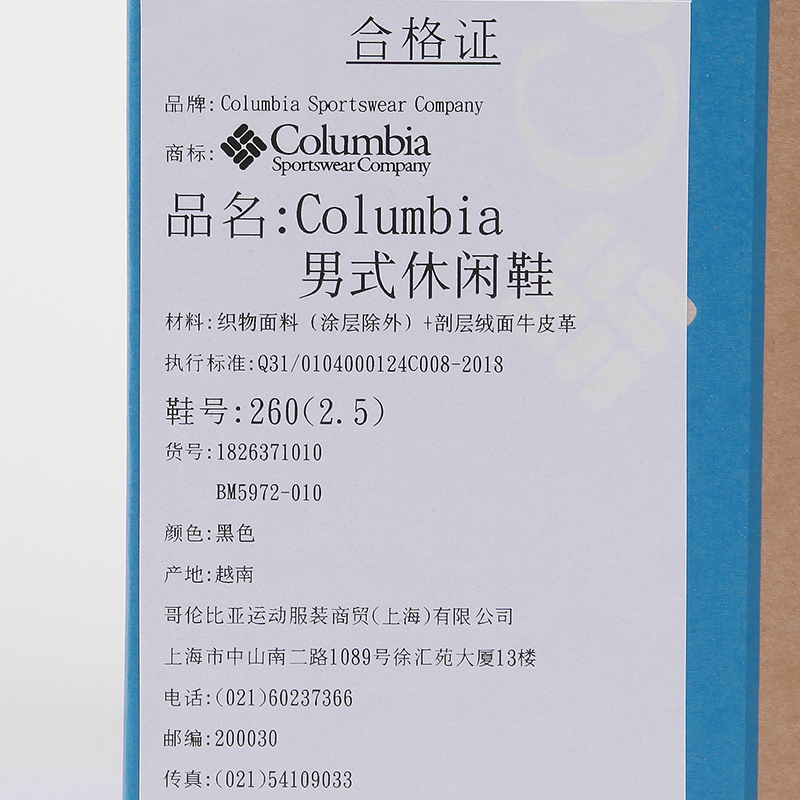 合格证
品牌: Columbia Sportswear Company
商标: Columbia
Sportswear Company
品名:Columbia
男式休闲鞋
材料:织物面料（涂层除外）+剖层绒面牛皮革
执行标准:Q31/0104000124C008-2018
鞋号:260(2.5)
货号:1826371010
BM5972-010
颜色:黑色
产地:越南
哥伦比亚运动服装商贸(上海)有限公司
上海市中山南二路1089号徐汇苑大厦13楼
电话:(021)60237366
邮编:200030
传真:(021)54109033